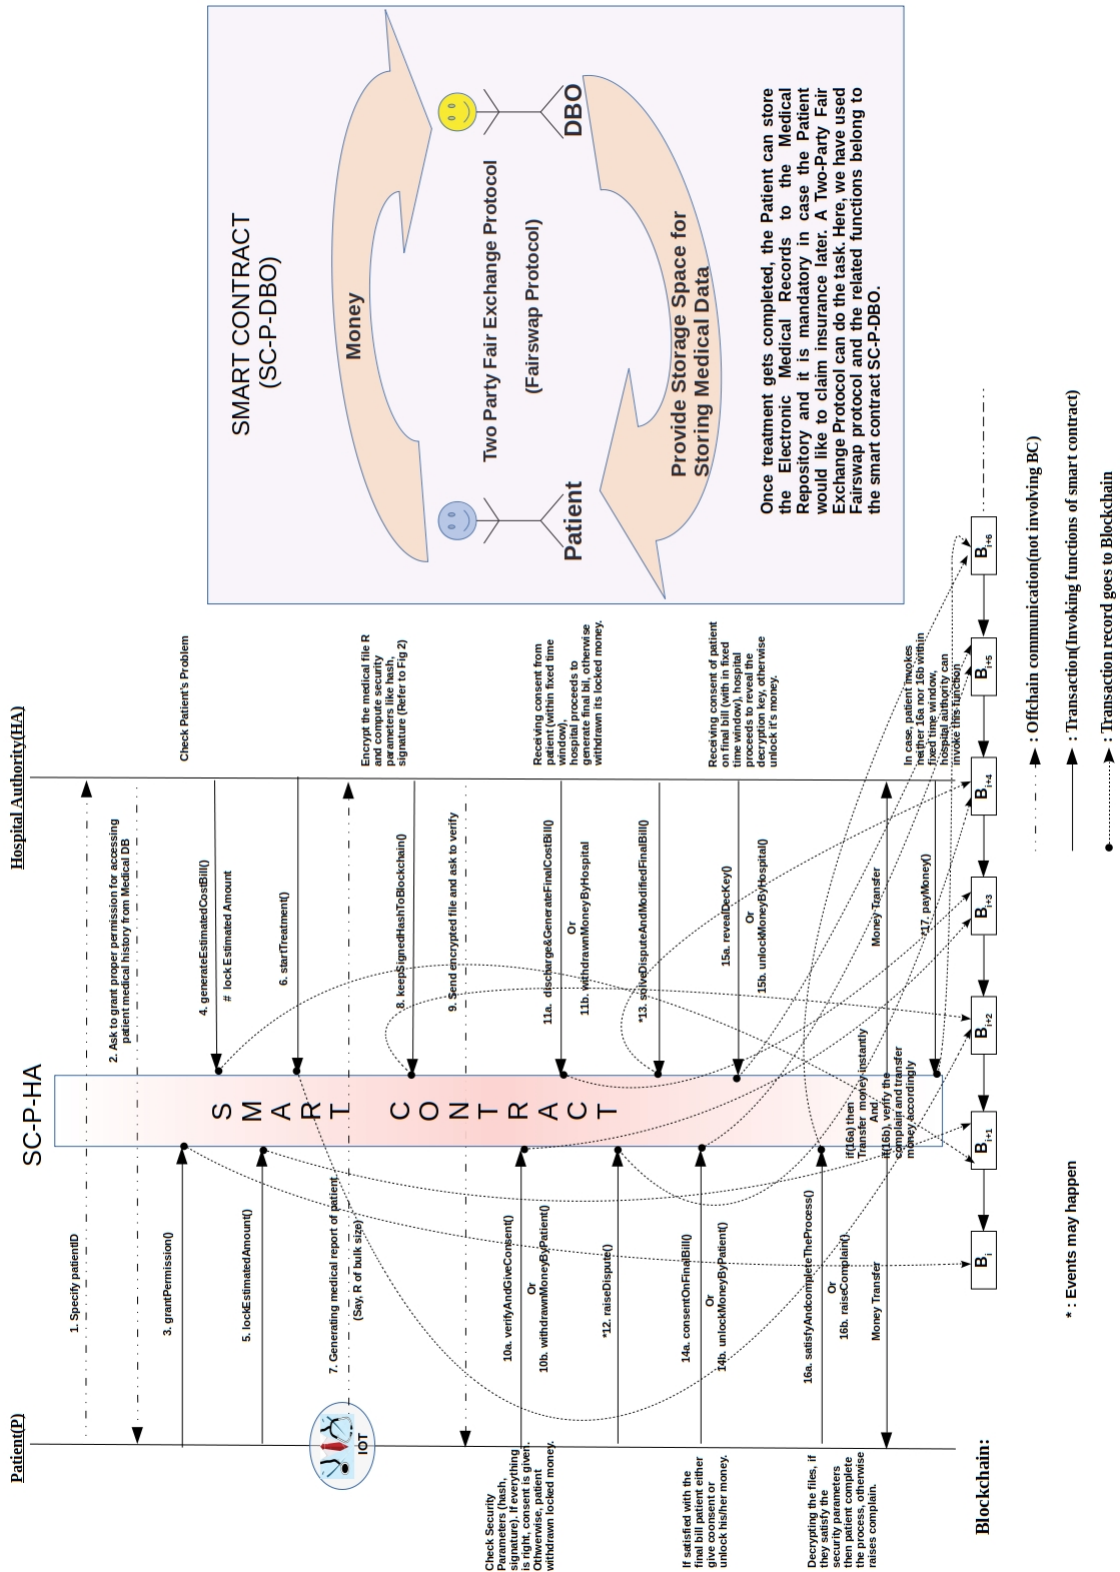 Patient(P)
SC-P-HA
Hospital Authority(HA)
1. Specify patientID
2. Ask to grant proper permission for accessing
patient medical history from Medical DB
Check Patient's Problem
3. grantPermission()
4. generateEstimatedCostBill()
# lock Estimated Amount
5. lockEstimatedAmount()
6. startTreatment()
SMART CONTRACT
IOT
7. Generating medical report of patient.
(Say, R of bulk size)
Encrypt the medical file R
and compute security
parameters like hash,
signature (Refer to Fig 2)
8. keepSignedHashToBlockchain()
9. Send encrypted file and ask to verify
Check Security
Parameters (hash,
signature). If everything
is right, consent is given.
Othwerwise, patient
withdrawn locked money.
10a. verifyAndGiveConsent()
Or
10b. withdrawnMoneyByPatient()
11a. discharge&GenerateFinalCostBill()
Or
11b. withdrawnMoneyByHospital
Receiving consent from
patient (within fixed time
window),
hospital proceeds to
generate final bil, otherwise
withdrawn its locked money.
*12. raiseDispute()
*13. solveDisputeAndModifiedFinalBill()
If satisfied with the
final bill patient either
give coonsent or
unlock his/her money.
14a. consentOnFinalBill()
Or
14b. unlockMoneyByPatient()
15a. revealDecKey()
Or
15b. unlockMoneyByHospital()
Receiving consent of patient
on final bill (with in fixed
time window), hospital
proceeds to reveal the
decryption key, otherwise
unlock it's money.
Decrypting the files, if
they satisfy the
security parameters
then patient complete
the process, otherwise
raises complain.
16a. satisfyAndcompleteTheProcess()
Or
16b. raiseComplain()
Money Transfer
if(16a) then
Transfer money instantly
And
if(16b), verify the
complain and transfer
money accordingly
Money Transfer
*17. payMoney()
In case, patient invokes
neither 16a nor 16b within
fixed time window,
hospital authority can
invoke this function
Blockchain:
Bi
Bi+1
Bi+2
Bi+3
Bi+4
Bi+5
Bi+6
* : Events may happen
: Offchain communication(not involving BC)
: Transaction(Invoking functions of smart contract)
: Transaction record goes to Blockchain
SMART CONTRACT
(SC-P-DBO)
Money
Two Party Fair Exchange Protocol
(Fairswap Protocol)
Patient
DBO
Provide Storage Space for
Storing Medical Data
Once treatment gets completed, the Patient can store
the Electronic Medical Records to the Medical
Repository and it is mandatory in case the Patient
would like to claim insurance later. A Two-Party Fair
Exchange Protocol can do the task. Here, we have used
Fairswap protocol and the related functions belong to
the smart contract SC-P-DBO.